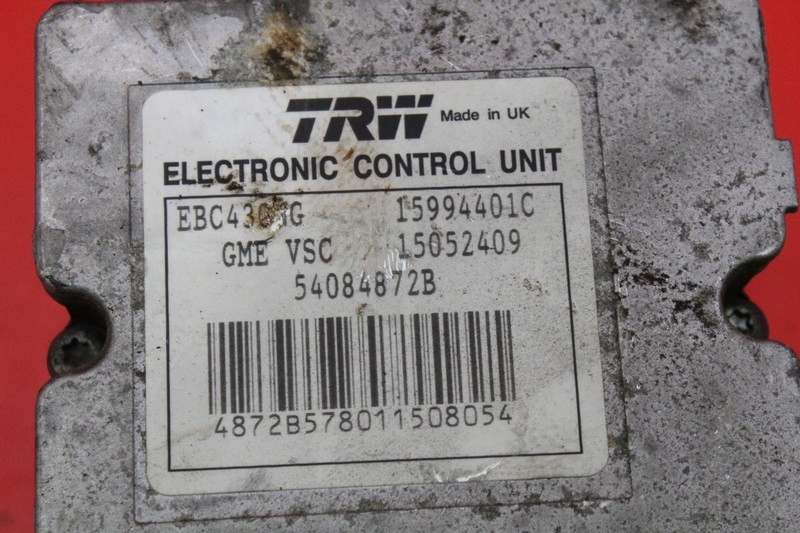 TRW Made in UK
ELECTRONIC CONTROL UNIT
15994401C
GME VSC 15052409
54084872B
4872B578011508054